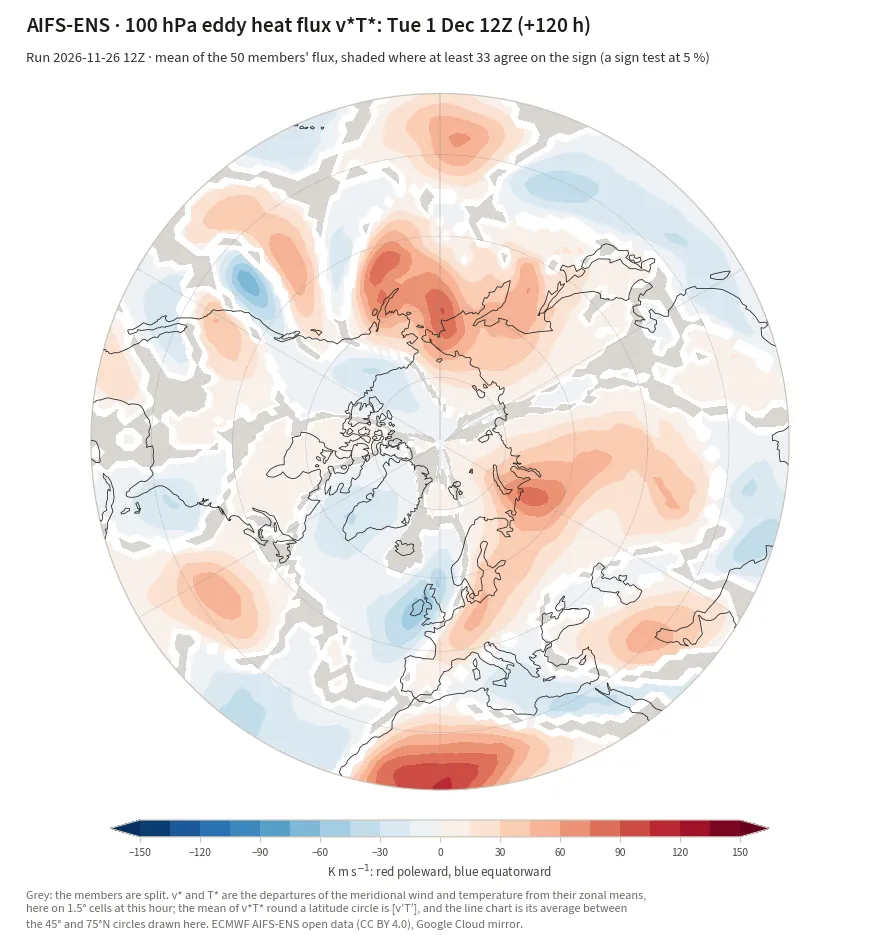 AIFS-ENS · 100 hPa eddy heat flux v*T*: Tue 1 Dec 12Z (+120 h)
Run 2026-11-26 12Z · mean of the 50 members' flux, shaded where at least 33 agree on the sign (a sign test at 5 %)
−150 −120 −90 −60 −30 0 30 60 90 120 150
K m s⁻¹: red poleward, blue equatorward
Grey: the members are split. v* and T* are the departures of the meridional wind and temperature from their zonal means,
here on 1.5° cells at this hour; the mean of v*T* round a latitude circle is [v′T′], and the line chart is its average between
the 45° and 75°N circles drawn here. ECMWF AIFS-ENS open data (CC BY 4.0), Google Cloud mirror.